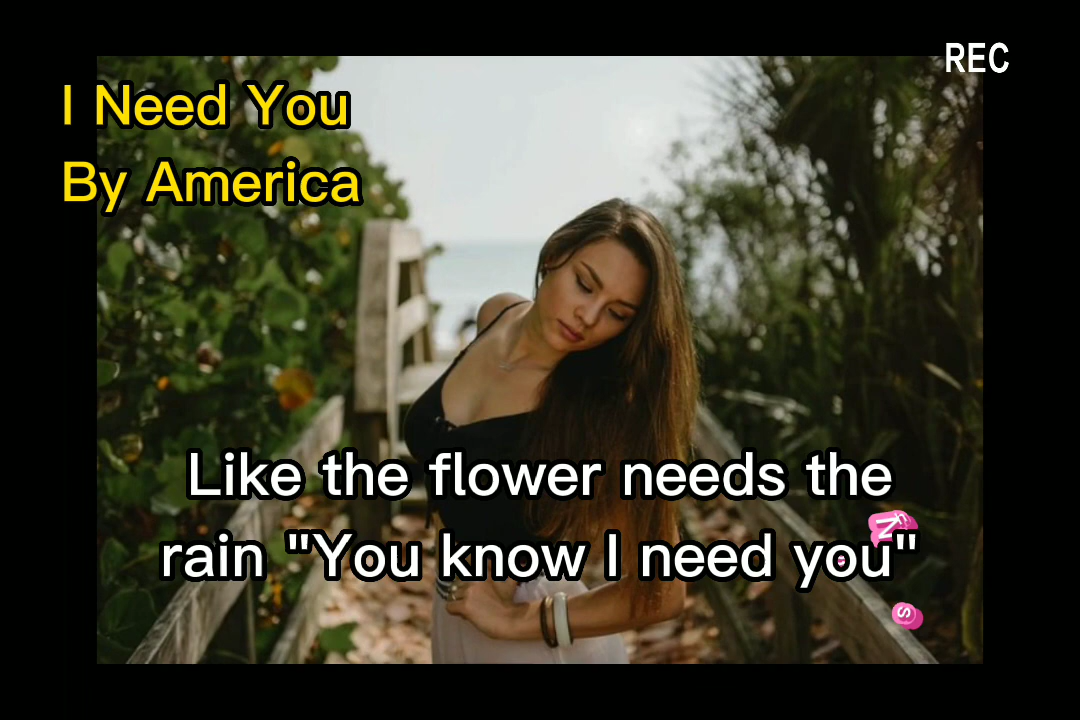 REC
I Need You
By America
Like the flower needs the
rain "You know I need you"
N
S